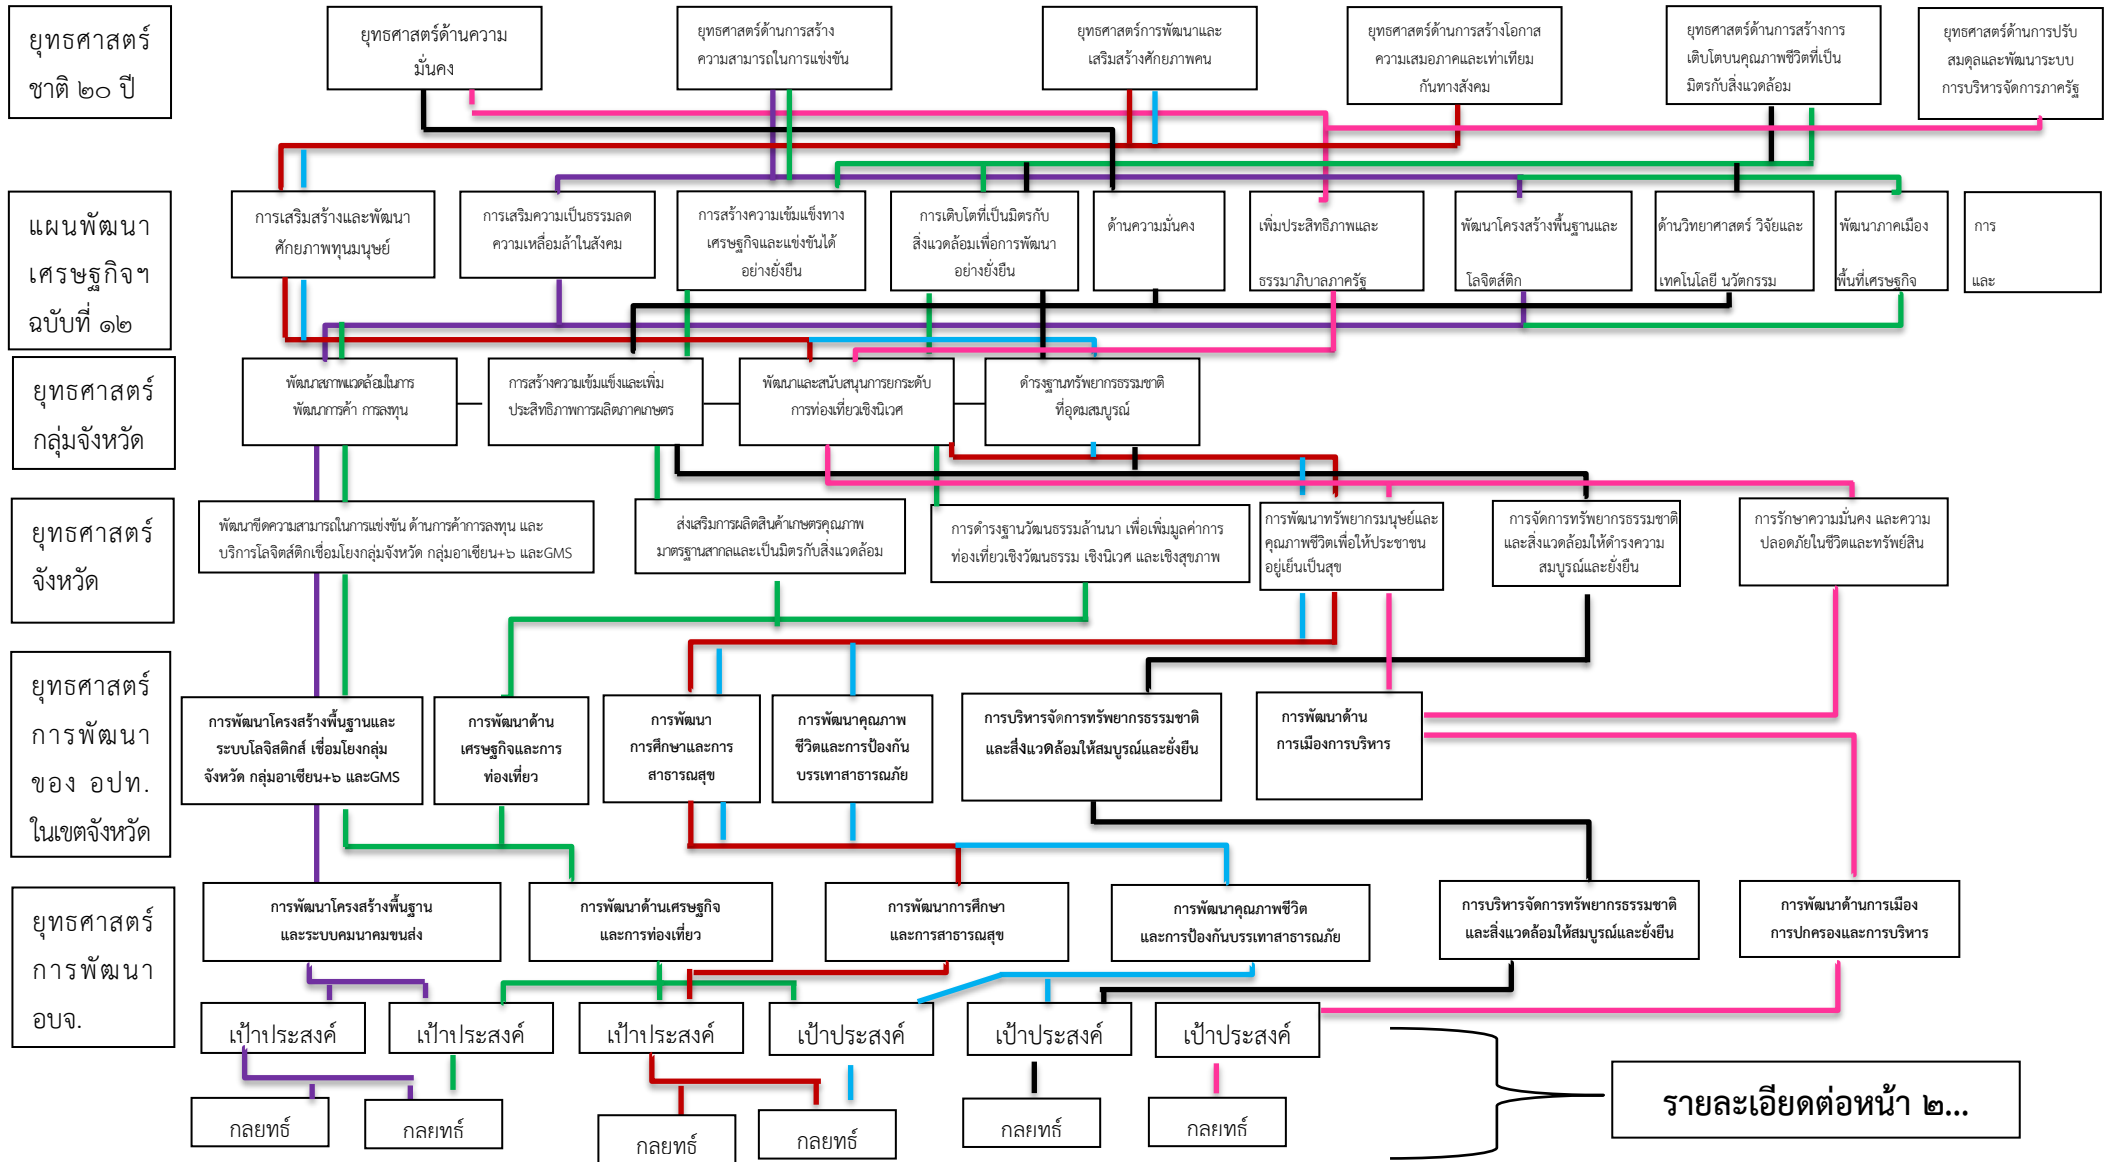 ยุทธศาสตร์
ชาติ ๒๐ ปี
ยุทธศาสตร์ด้านความ
มั่นคง
ยุทธศาสตร์ด้านการสร้าง
ความสามารถในการแข่งขัน
ยุทธศาสตร์การพัฒนาและ
เสริมสร้างศักยภาพคน
ยุทธศาสตร์ด้านการสร้างโอกาส
ความเสมอภาคและเท่าเทียม
กันทางสังคม
ยุทธศาสตร์ด้านการสร้างการ
เติบโตบนคุณภาพชีวิตที่เป็น
มิตรกับสิ่งแวดล้อม
ยุทธศาสตร์ด้านการปรับ
สมดุลและพัฒนาระบบ
การบริหารจัดการภาครัฐ
แผนพัฒนา
เศรษฐกิจฯ
ฉบับที่ ๑๒
การเสริมสร้างและพัฒนา
ศักยภาพทุนมนุษย์
การเสริมความเป็นธรรมลด
ความเหลื่อมล้ำในสังคม
การสร้างความเข้มแข็งทาง
เศรษฐกิจและแข่งขันได้
อย่างยั่งยืน
การเติบโตที่เป็นมิตรกับ
สิ่งแวดล้อมเพื่อการพัฒนา
อย่างยั่งยืน
ด้านความมั่นคง
เพิ่มประสิทธิภาพและ
ธรรมาภิบาลภาครัฐ
พัฒนาโครงสร้างพื้นฐานและ
โลจิตส์ติก
ด้านวิทยาศาสตร์ วิจัยและ
เทคโนโลยี นวัตกรรม
พัฒนาภาคเมือง
พื้นที่เศรษฐกิจ
การ
และ
ยุทธศาสตร์
กลุ่มจังหวัด
พัฒนาสภาพแวดล้อมในการ
พัฒนาการค้า การลงทุน
การสร้างความเข้มแข็งและเพิ่ม
ประสิทธิภาพการผลิตภาคเกษตร
พัฒนาและสนับสนุนการยกระดับ
การท่องเที่ยวเชิงนิเวศ
ดำรงฐานทรัพยากรธรรมชาติ
ที่อุดมสมบูรณ์
ยุทธศาสตร์
จังหวัด
พัฒนาขีดความสามารถในการแข่งขัน ด้านการค้าการลงทุน และ
บริการโลจิตส์ติกเชื่อมโยงกลุ่มจังหวัด กลุ่มอาเซียน+๖ และGMS
ส่งเสริมการผลิตสินค้าเกษตรคุณภาพ
มาตรฐานสากลและเป็นมิตรกับสิ่งแวดล้อม
การดำรงฐานวัฒนธรรมล้านนา เพื่อเพิ่มมูลค่าการ
ท่องเที่ยวเชิงวัฒนธรรม เชิงนิเวศ และเชิงสุขภาพ
การพัฒนาทรัพยากรมนุษย์และ
คุณภาพชีวิตเพื่อให้ประชาชน
อยู่เย็นเป็นสุข
การจัดการทรัพยากรธรรมชาติ
และสิ่งแวดล้อมให้ดำรงความ
สมบูรณ์และยั่งยืน
การรักษาความมั่นคง และความ
ปลอดภัยในชีวิตและทรัพย์สิน
ยุทธศาสตร์
การพัฒนา
ของ อปท.
ในเขตจังหวัด
การพัฒนาโครงสร้างพื้นฐานและ
ระบบโลจิสติกส์ เชื่อมโยงกลุ่ม
จังหวัด กลุ่มอาเซียน+๖ และGMS
การพัฒนาด้าน
เศรษฐกิจและการ
ท่องเที่ยว
การพัฒนา
การศึกษาและการ
สาธารณสุข
การพัฒนาคุณภาพ
ชีวิตและการป้องกัน
บรรเทาสาธารณภัย
การบริหารจัดการทรัพยากรธรรมชาติ
และสิ่งแวดล้อมให้สมบูรณ์และยั่งยืน
การพัฒนาด้าน
การเมืองการบริหาร
ยุทธศาสตร์
การพัฒนา
อบจ.
การพัฒนาโครงสร้างพื้นฐาน
และระบบคมนาคมขนส่ง
การพัฒนาด้านเศรษฐกิจ
และการท่องเที่ยว
การพัฒนาการศึกษา
และการสาธารณสุข
การพัฒนาคุณภาพชีวิต
และการป้องกันบรรเทาสาธารณภัย
การบริหารจัดการทรัพยากรธรรมชาติ
และสิ่งแวดล้อมให้สมบูรณ์และยั่งยืน
การพัฒนาด้านการเมือง
การปกครองและการบริหาร
เป้าประสงค์
เป้าประสงค์
เป้าประสงค์
เป้าประสงค์
เป้าประสงค์
เป้าประสงค์
กลยุทธ์
กลยุทธ์
กลยุทธ์
กลยุทธ์
กลยุทธ์
กลยุทธ์
รายละเอียดต่อหน้า ๒...